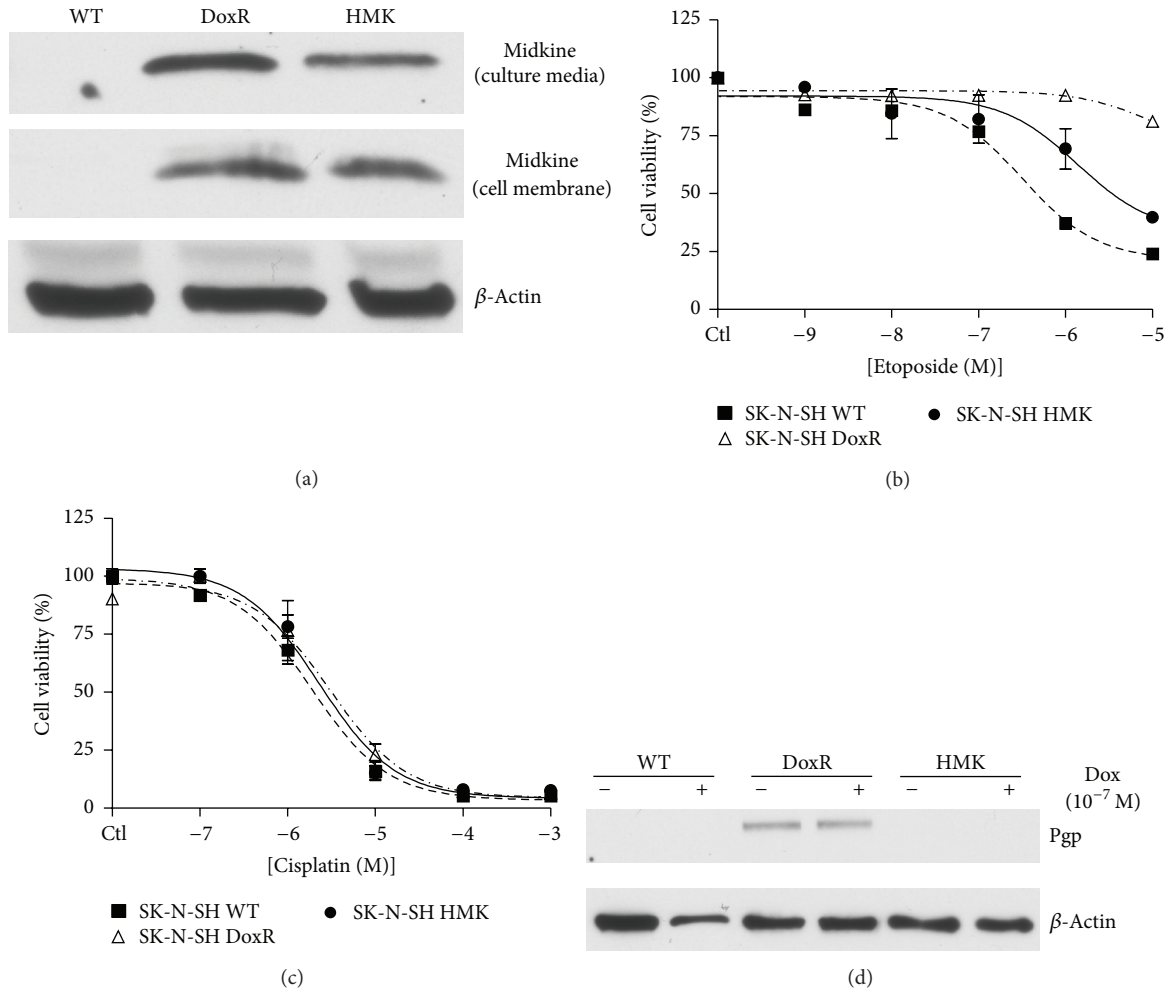 WT DoxR HMK
Midkine
(culture media)
Midkine
(cell membrane)
β-Actin
(a)
125
100
75
50
25
0
Cell viability (%)
Ctl −9 −8 −7 −6 −5
[Etoposide (M)]
SK-N-SH WT
SK-N-SH HMK
SK-N-SH DoxR
(b)
125
100
75
50
25
0
Cell viability (%)
Ctl −7 −6 −5 −4 −3
[Cisplatin (M)]
SK-N-SH WT
SK-N-SH HMK
SK-N-SH DoxR
(c)
WT DoxR HMK
− + − + − +
Dox
(10⁻⁷ M)
Pgp
β-Actin
(d)